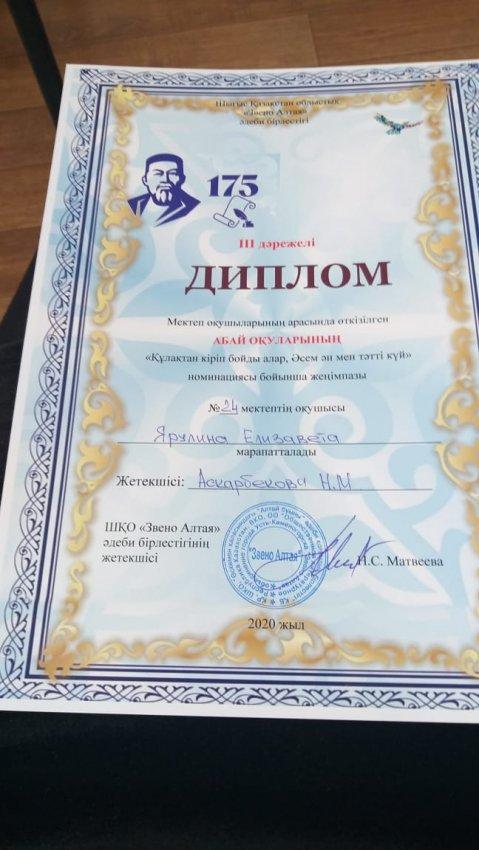 Шығыс Қазақстан облыстық
«Звено Алтая»
әдеби бірлестігі
175
III дәрежелі
ДИПЛОМ
Мектеп оқушыларының арасында өткізілген
АБАЙ ОҚУЛАРЫНЫҢ
«Құлақтан кіріп бойды алар, Әсем ән мен тәтті күй»
номинациясы бойынша жеңімпазы
№24 мектептің оқушысы
Ярулина Елизавета
марапатталады
Жетекшісі: Аскарбекова Н.М.
ШҚО «Звено Алтая»
әдеби бірлестігінің
жетекшісі
"Звено Алтая"
Н.С. Матвеева
2020 жыл